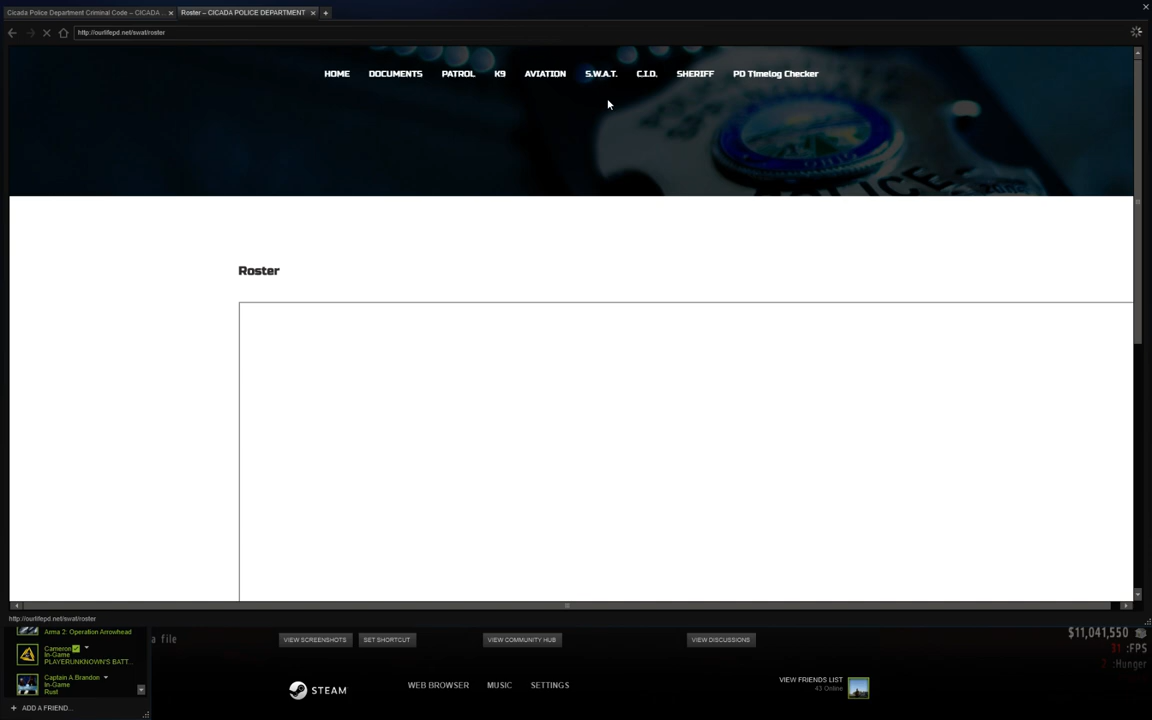 Cicada Police Department Criminal Code – CICADA ...
Roster – CICADA POLICE DEPARTMENT
http://ourlifepd.net/swat/roster
HOME DOCUMENTS PATROL K9 AVIATION S.W.A.T. C.I.D. SHERIFF PD Timelog Checker
POLICE
Roster
http://ourlifepd.net/swat/roster
Arma 2: Operation Arrowhead
Cameron
In-Game
PLAYERUNKNOWN'S BATT...
Captain A.Brandon
In-Game
Rust
+ ADD A FRIEND...
a file
VIEW SCREENSHOTS SET SHORTCUT VIEW COMMUNITY HUB VIEW DISCUSSIONS
STEAM
WEB BROWSER MUSIC SETTINGS
VIEW FRIENDS LIST
43 Online
$11,041,550
31 :FPS
2 :Hunger